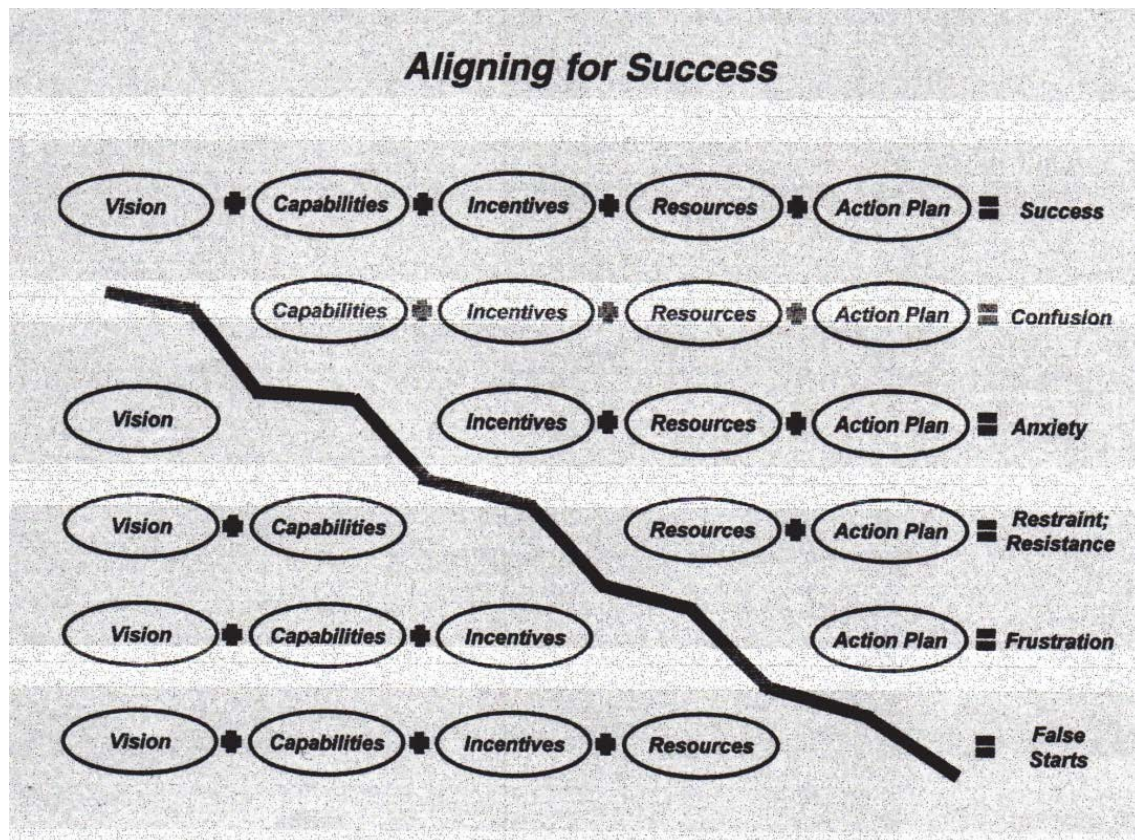 Aligning for Success
Vision + Capabilities + Incentives + Resources + Action Plan = Success
Capabilities + Incentives + Resources + Action Plan = Confusion
Vision Incentives + Resources + Action Plan = Anxiety
Vision + Capabilities Resources + Action Plan = Restraint;
Resistance
Vision + Capabilities + Incentives Action Plan = Frustration
Vision + Capabilities + Incentives + Resources = False
Starts